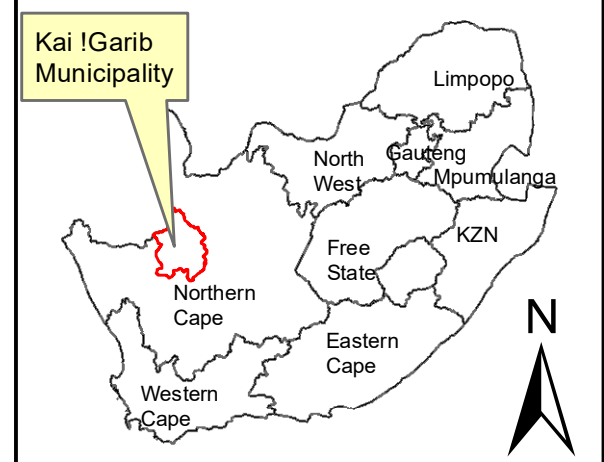 Kai !Garib
Municipality
Limpopo
North
West
Gauteng
Mpumulanga
KZN
Free
State
Northern
Cape
Eastern
Cape
Western
Cape
N